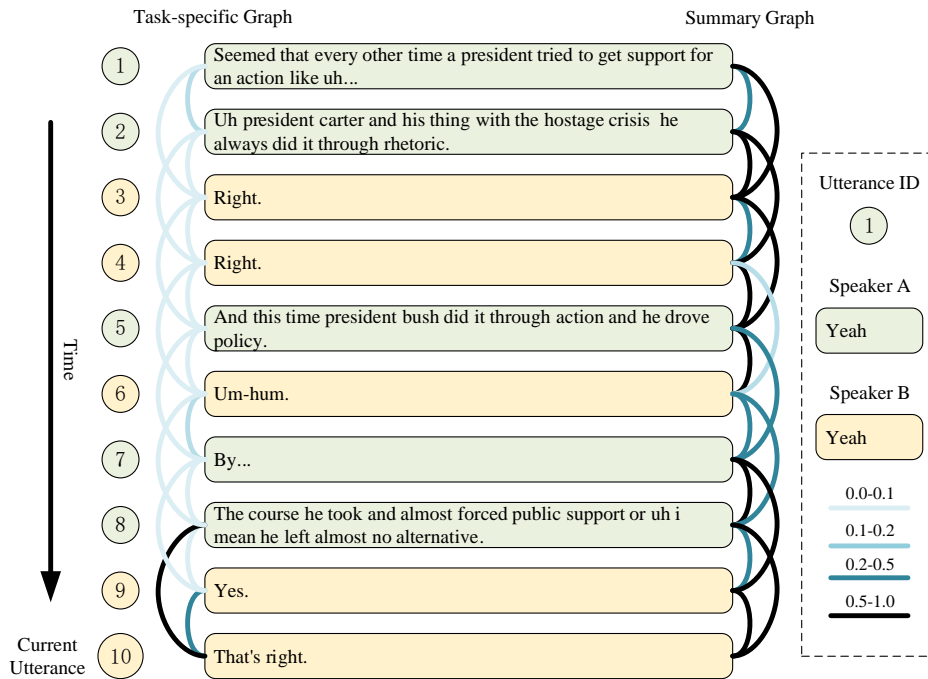 Task-specific Graph
Summary Graph
1
Seemed that every other time a president tried to get support for
an action like uh...
2
Uh president carter and his thing with the hostage crisis  he
always did it through rhetoric.
3
Right.
4
Right.
5
And this time president bush did it through action and he drove
policy.
6
Um-hum.
7
By...
8
The course he took and almost forced public support or uh i
mean he left almost no alternative.
9
Yes.
10
That's right.
Time
Current
Utterance
Utterance ID
1
Speaker A
Yeah
Speaker B
Yeah
0.0-0.1
0.1-0.2
0.2-0.5
0.5-1.0